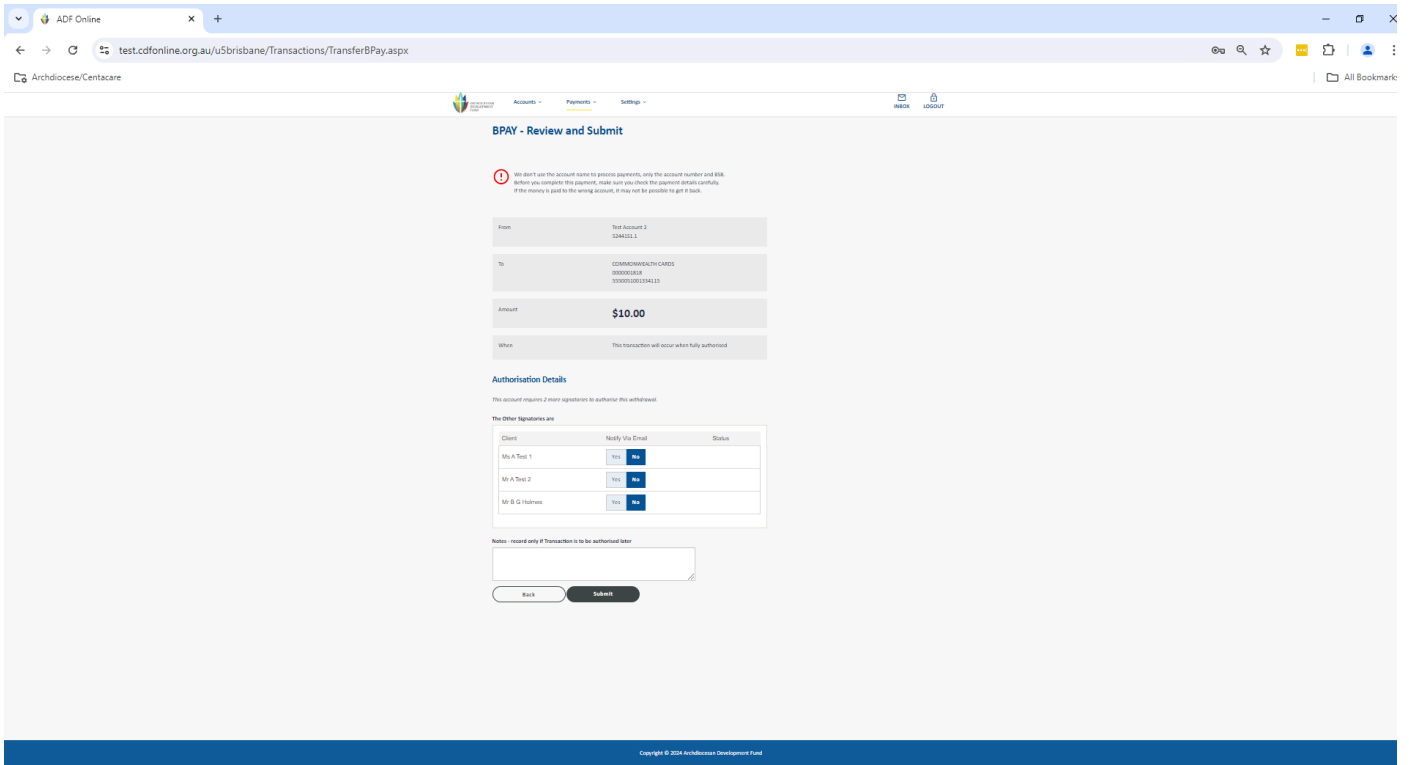 ADF Online
test.cdfonline.org.au/u5brisbane/Transactions/TransferBPay.aspx
Archdiocese/Centacare
All Bookmarks
ARCHDIOCESAN
DEVELOPMENT
FUND
Accounts
Payments
Settings
INBOX
LOGOUT
BPAY - Review and Submit
We don't use the account name to process payments, only the account number and BSB.
Before you complete this payment, make sure you check the payment details carefully.
If the money is paid to the wrong account, it may not be possible to get it back.
From
Test Account 2
5244151.1
To
COMMONWEALTH CARDS
0000001818
5550051001334115
Amount
$10.00
When
This transaction will occur when fully authorised
Authorisation Details
This account requires 2 more signatories to authorise this withdrawal.
The Other Signatories are
Client Notify Via Email Status
Ms A Test 1 Yes No
Mr A Test 2 Yes No
Mr B G Holmes Yes No
Notes - record only if Transaction is to be authorised later
Back Submit
Copyright © 2024 Archdiocesan Development Fund